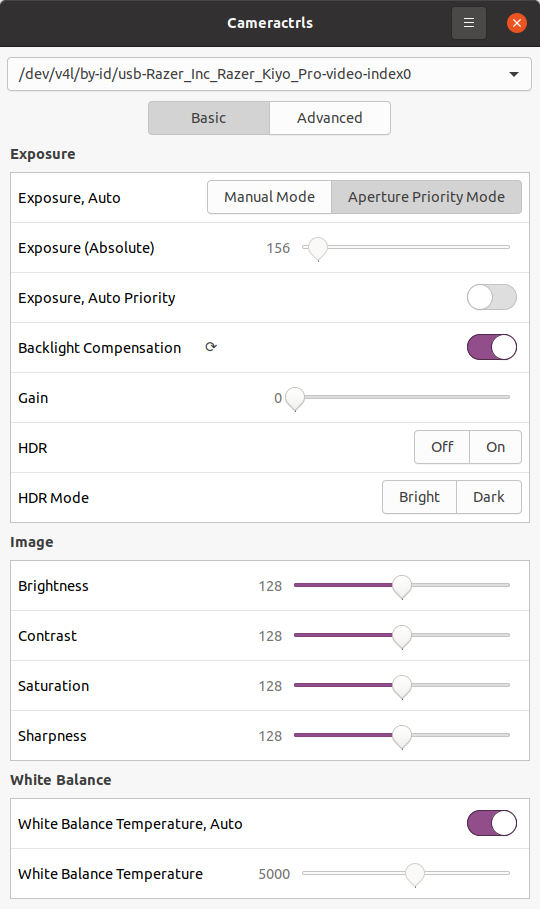 Cameractrls
/dev/v4l/by-id/usb-Razer_Inc_Razer_Kiyo_Pro-video-index0
Basic Advanced
Exposure
Exposure, Auto Manual Mode Aperture Priority Mode
Exposure (Absolute) 156
Exposure, Auto Priority
Backlight Compensation
Gain 0
HDR Off On
HDR Mode Bright Dark
Image
Brightness 128
Contrast 128
Saturation 128
Sharpness 128
White Balance
White Balance Temperature, Auto
White Balance Temperature 5000